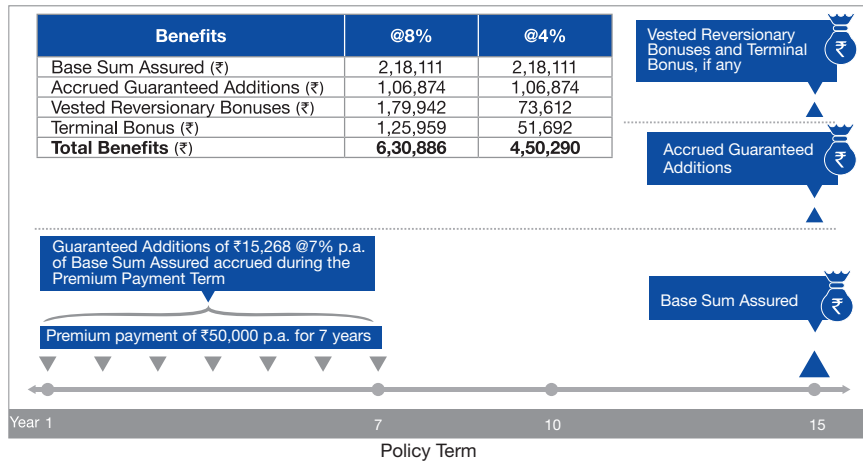 Benefits @8% @4%
Base Sum Assured (₹) 2,18,111 2,18,111
Accrued Guaranteed Additions (₹) 1,06,874 1,06,874
Vested Reversionary Bonuses (₹) 1,79,942 73,612
Terminal Bonus (₹) 1,25,959 51,692
Total Benefits (₹) 6,30,886 4,50,290
Vested Reversionary
Bonuses and Terminal
Bonus, if any
₹
Accrued Guaranteed
Additions
₹
Guaranteed Additions of ₹15,268 @7% p.a.
of Base Sum Assured accrued during the
Premium Payment Term
Base Sum Assured
₹
Premium payment of ₹50,000 p.a. for 7 years
Year 1 7 10 15
Policy Term